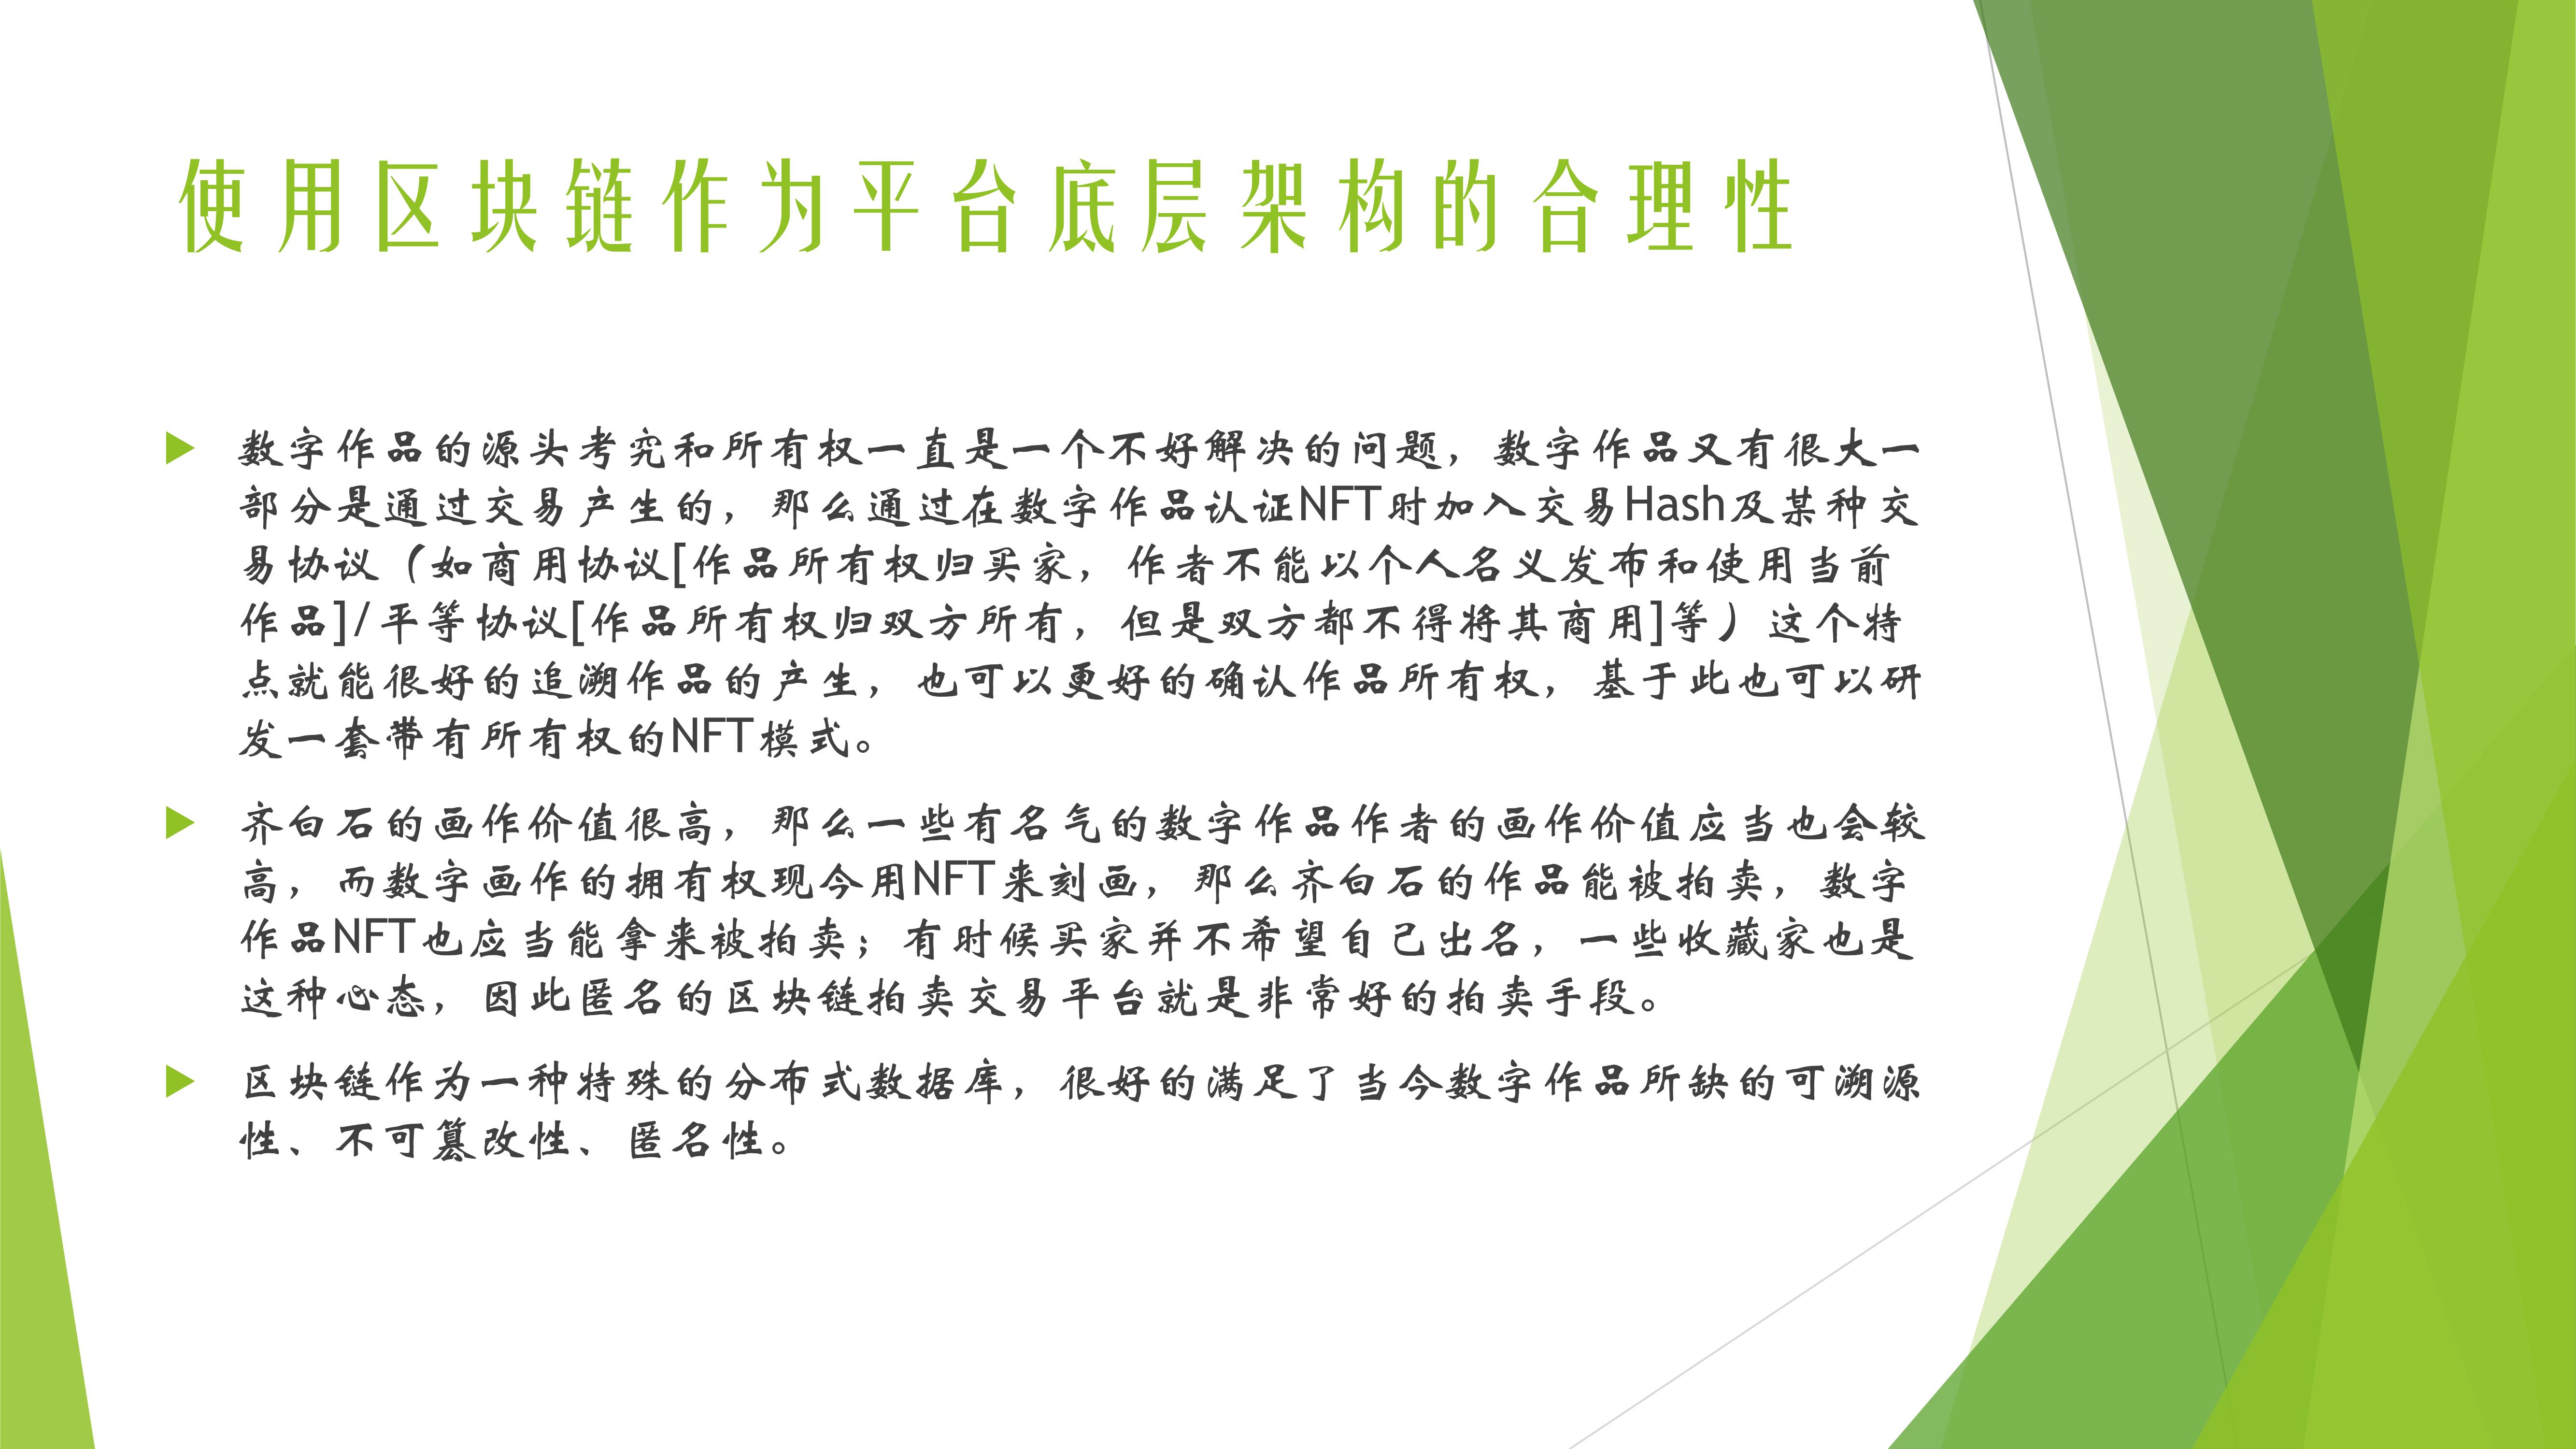 使用区块链作为平台底层架构的合理性
数字作品的源头考究和所有权一直是一个不好解决的问题，数字作品又有很大一
部分是通过交易产生的，那么通过在数字作品认证NFT时加入交易Hash及某种交
易协议（如商用协议[作品所有权归买家，作者不能以个人名义发布和使用当前
作品]/平等协议[作品所有权归双方所有，但是双方都不得将其商用]等）这个特
点就能很好的追溯作品的产生，也可以更好的确认作品所有权，基于此也可以研
发一套带有所有权的NFT模式。
齐白石的画作价值很高，那么一些有名气的数字作品作者的画作价值应当也会较
高，而数字画作的拥有权现今用NFT来刻画，那么齐白石的作品能被拍卖，数字
作品NFT也应当能拿来被拍卖；有时候买家并不希望自己出名，一些收藏家也是
这种心态，因此匿名的区块链拍卖交易平台就是非常好的拍卖手段。
区块链作为一种特殊的分布式数据库，很好的满足了当今数字作品所缺的可溯源
性、不可篡改性、匿名性。